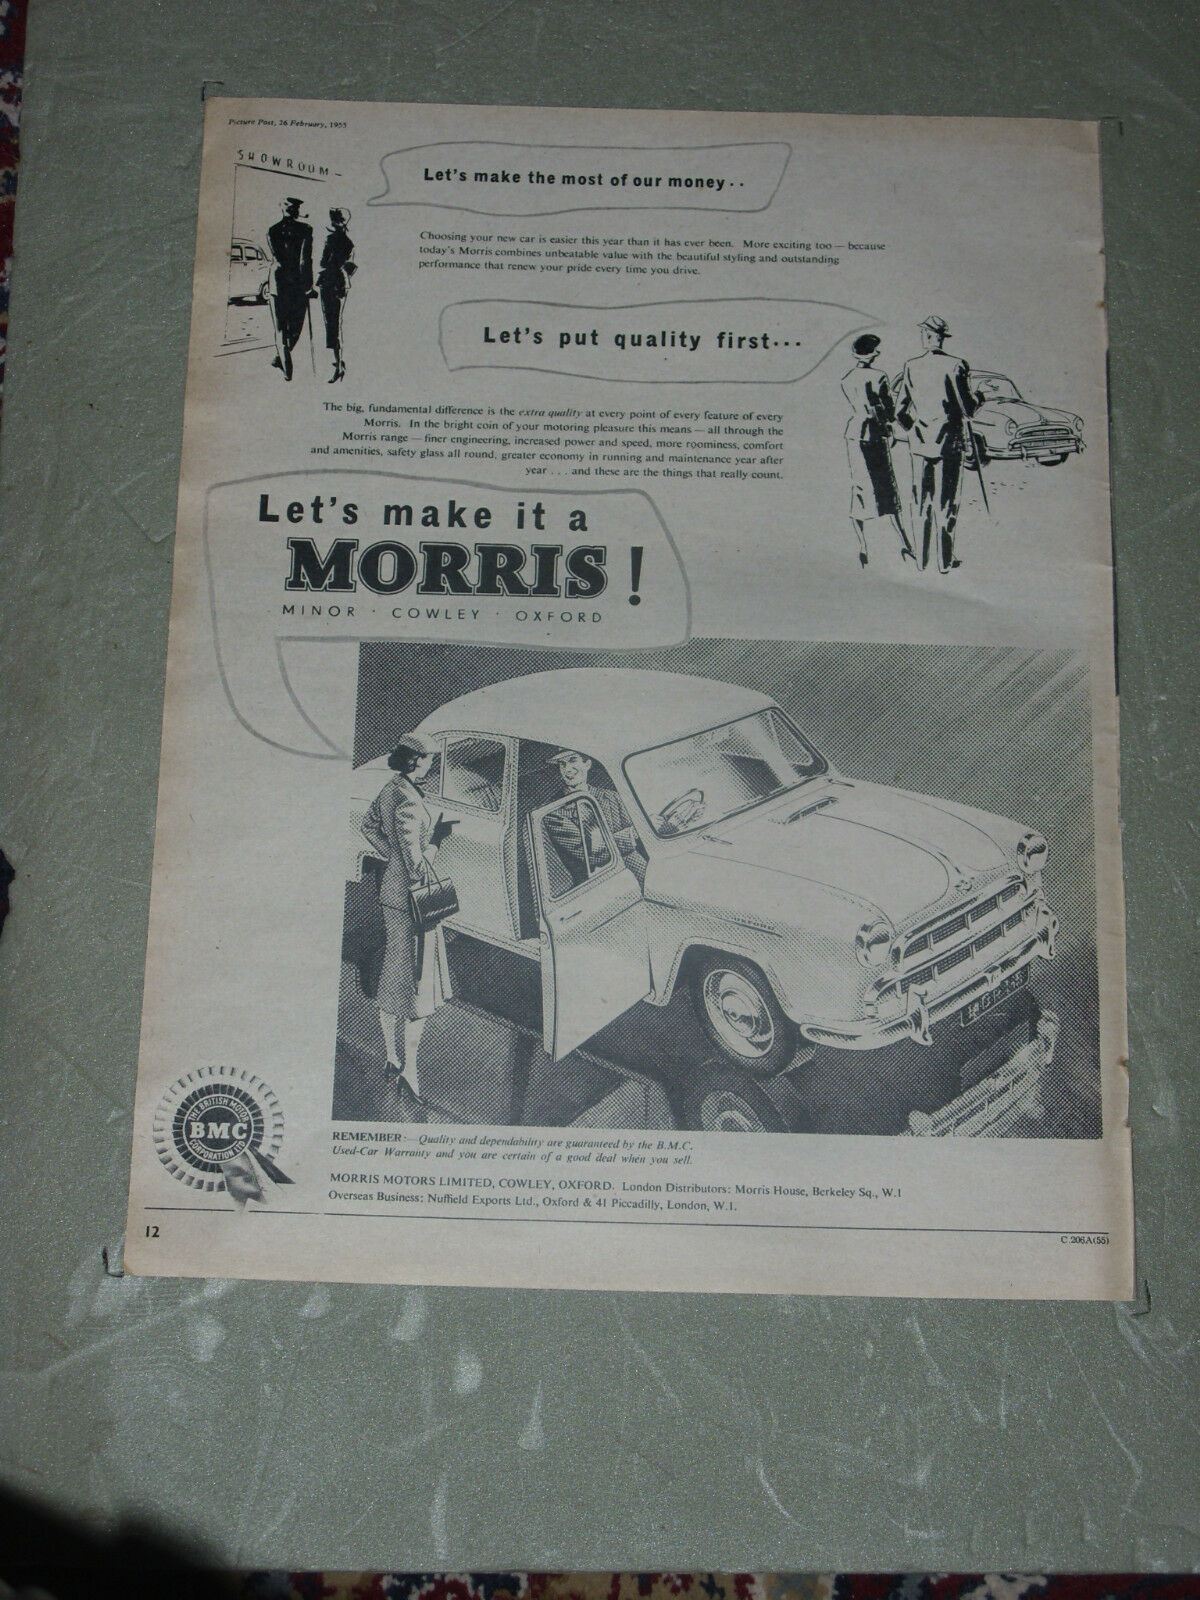 Picture Post, 26 February, 1955
SHOWROOM
Let's make the most of our money..
Choosing your new car is easier this year than it has ever been. More exciting too — because
today's Morris combines unbeatable value with the beautiful styling and outstanding
performance that renew your pride every time you drive.
Let's put quality first...
The big, fundamental difference is the extra quality at every point of every feature of every
Morris. In the bright coin of your motoring pleasure this means — all through the
Morris range — finer engineering, increased power and speed, more roominess, comfort
and amenities, safety glass all round, greater economy in running and maintenance year after
year . . . and these are the things that really count.
Let's make it a
MORRIS!
MINOR · COWLEY · OXFORD
THE BRITISH MOTOR
BMC
CORPORATION LTD
REMEMBER:—Quality and dependability are guaranteed by the B.M.C.
Used-Car Warranty and you are certain of a good deal when you sell.
MORRIS MOTORS LIMITED, COWLEY, OXFORD. London Distributors: Morris House, Berkeley Sq., W.1
Overseas Business: Nuffield Exports Ltd., Oxford & 41 Piccadilly, London, W.1.
12
C.206A(55)